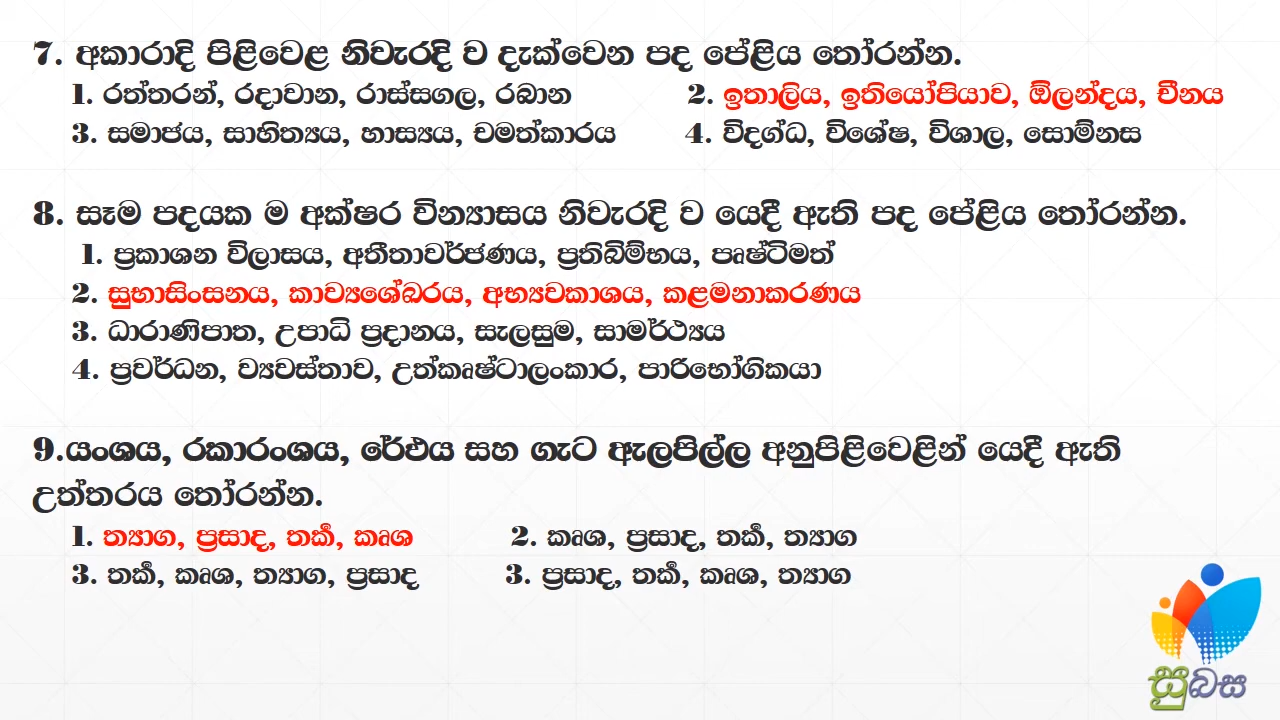 7. අකාරාදි පිළිවෙළ නිවැරදි ව දැක්වෙන පද පේළිය තෝරන්න.
1. රත්තරන්, රදාවාන, රාස්සගල, රබාන 2. ඉතාලිය, ඉතියෝපියාව, ඕලන්දය, චීනය
3. සමාජය, සාහිත්‍යය, හාස්‍යය, චමත්කාරය 4. විදග්ධ, විශේෂ, විශාල, සොම්නස
8. සෑම පදයක ම අක්ෂර වින්‍යාසය නිවැරදි ව යෙදී ඇති පද පේළිය තෝරන්න.
1. ප්‍රකාශන විලාසය, අතීතාවර්ජණය, ප්‍රතිබිම්භය, පෘෂ්ටිමත්
2. සුභාසිංසනය, කාව්‍යශේඛරය, අභ්‍යවකාශය, කළමනාකරණය
3. ධාරාණිපාත, උපාධි ප්‍රදානය, සැලසුම, සාමර්ථ්‍යය
4. ප්‍රවර්ධන, ව්‍යවස්තාව, උත්කෘෂ්ටාලංකාර, පාරිභෝගිකයා
9.යංශය, රකාරංශය, රේඵය සහ ගැට ඇලපිල්ල අනුපිළිවෙළින් යෙදී ඇති
උත්තරය තෝරන්න.
1. ත්‍යාග, ප්‍රසාද, තර්‍ක, කෘශ 2. කෘශ, ප්‍රසාද, තර්‍ක, ත්‍යාග
3. තර්‍ක, කෘශ, ත්‍යාග, ප්‍රසාද 3. ප්‍රසාද, තර්‍ක, කෘශ, ත්‍යාග
සුබස